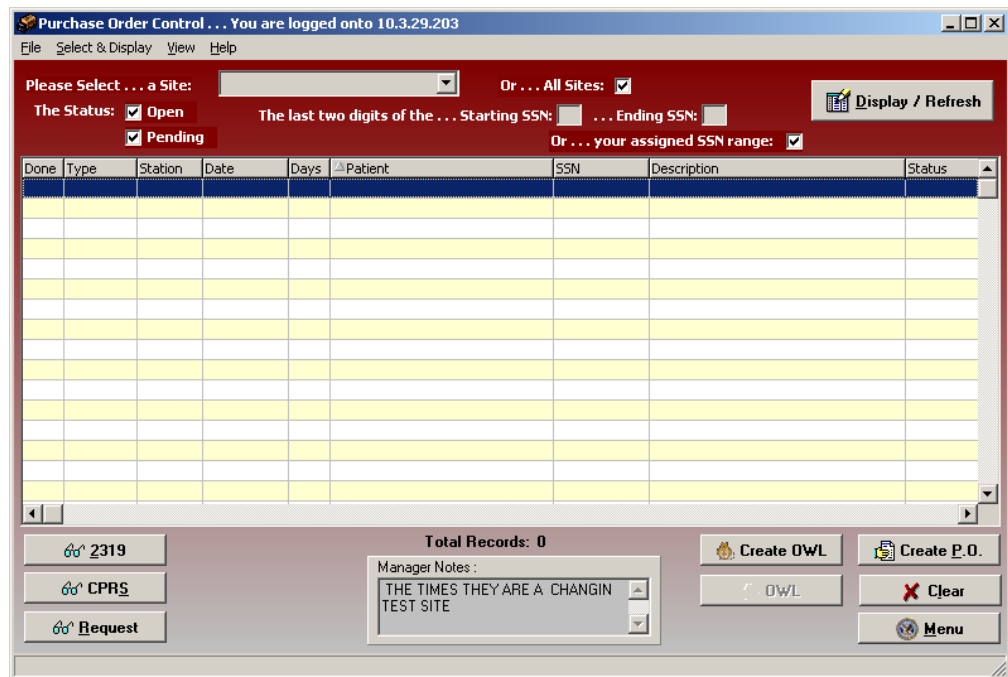 Purchase Order Control . . . You are logged onto 10.3.29.203
File Select & Display View Help
Please Select . . . a Site: Or . . . All Sites:
Display / Refresh
The Status: Open The last two digits of the . . . Starting SSN: . . . Ending SSN:
Pending Or . . . your assigned SSN range:
Done Type Station Date Days Patient SSN Description Status
Total Records: 0
2319 Create OWL Create P.O.
Manager Notes :
CPRS THE TIMES THEY ARE A CHANGIN OWL Clear
TEST SITE
Request Menu